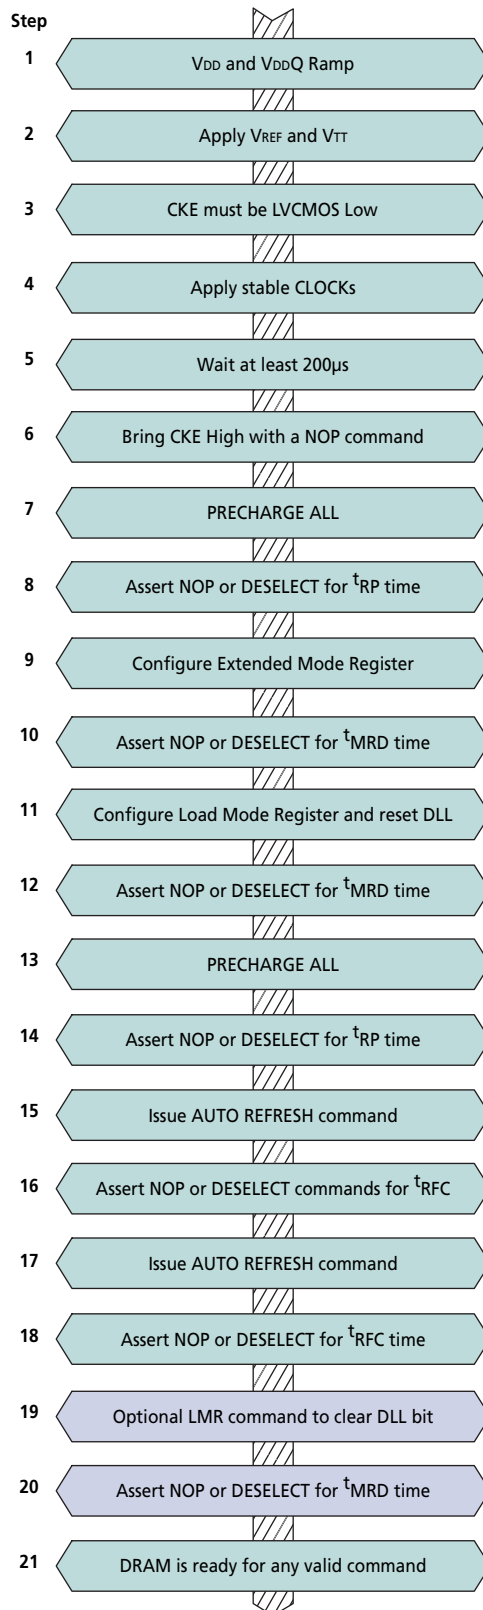 Step
1
VDD and VDDQ Ramp
2
Apply VREF and VTT
3
CKE must be LVCMOS Low
4
Apply stable CLOCKs
5
Wait at least 200μs
6
Bring CKE High with a NOP command
7
PRECHARGE ALL
8
Assert NOP or DESELECT for tRP time
9
Configure Extended Mode Register
10
Assert NOP or DESELECT for tMRD time
11
Configure Load Mode Register and reset DLL
12
Assert NOP or DESELECT for tMRD time
13
PRECHARGE ALL
14
Assert NOP or DESELECT for tRP time
15
Issue AUTO REFRESH command
16
Assert NOP or DESELECT commands for tRFC
17
Issue AUTO REFRESH command
18
Assert NOP or DESELECT for tRFC time
19
Optional LMR command to clear DLL bit
20
Assert NOP or DESELECT for tMRD time
21
DRAM is ready for any valid command